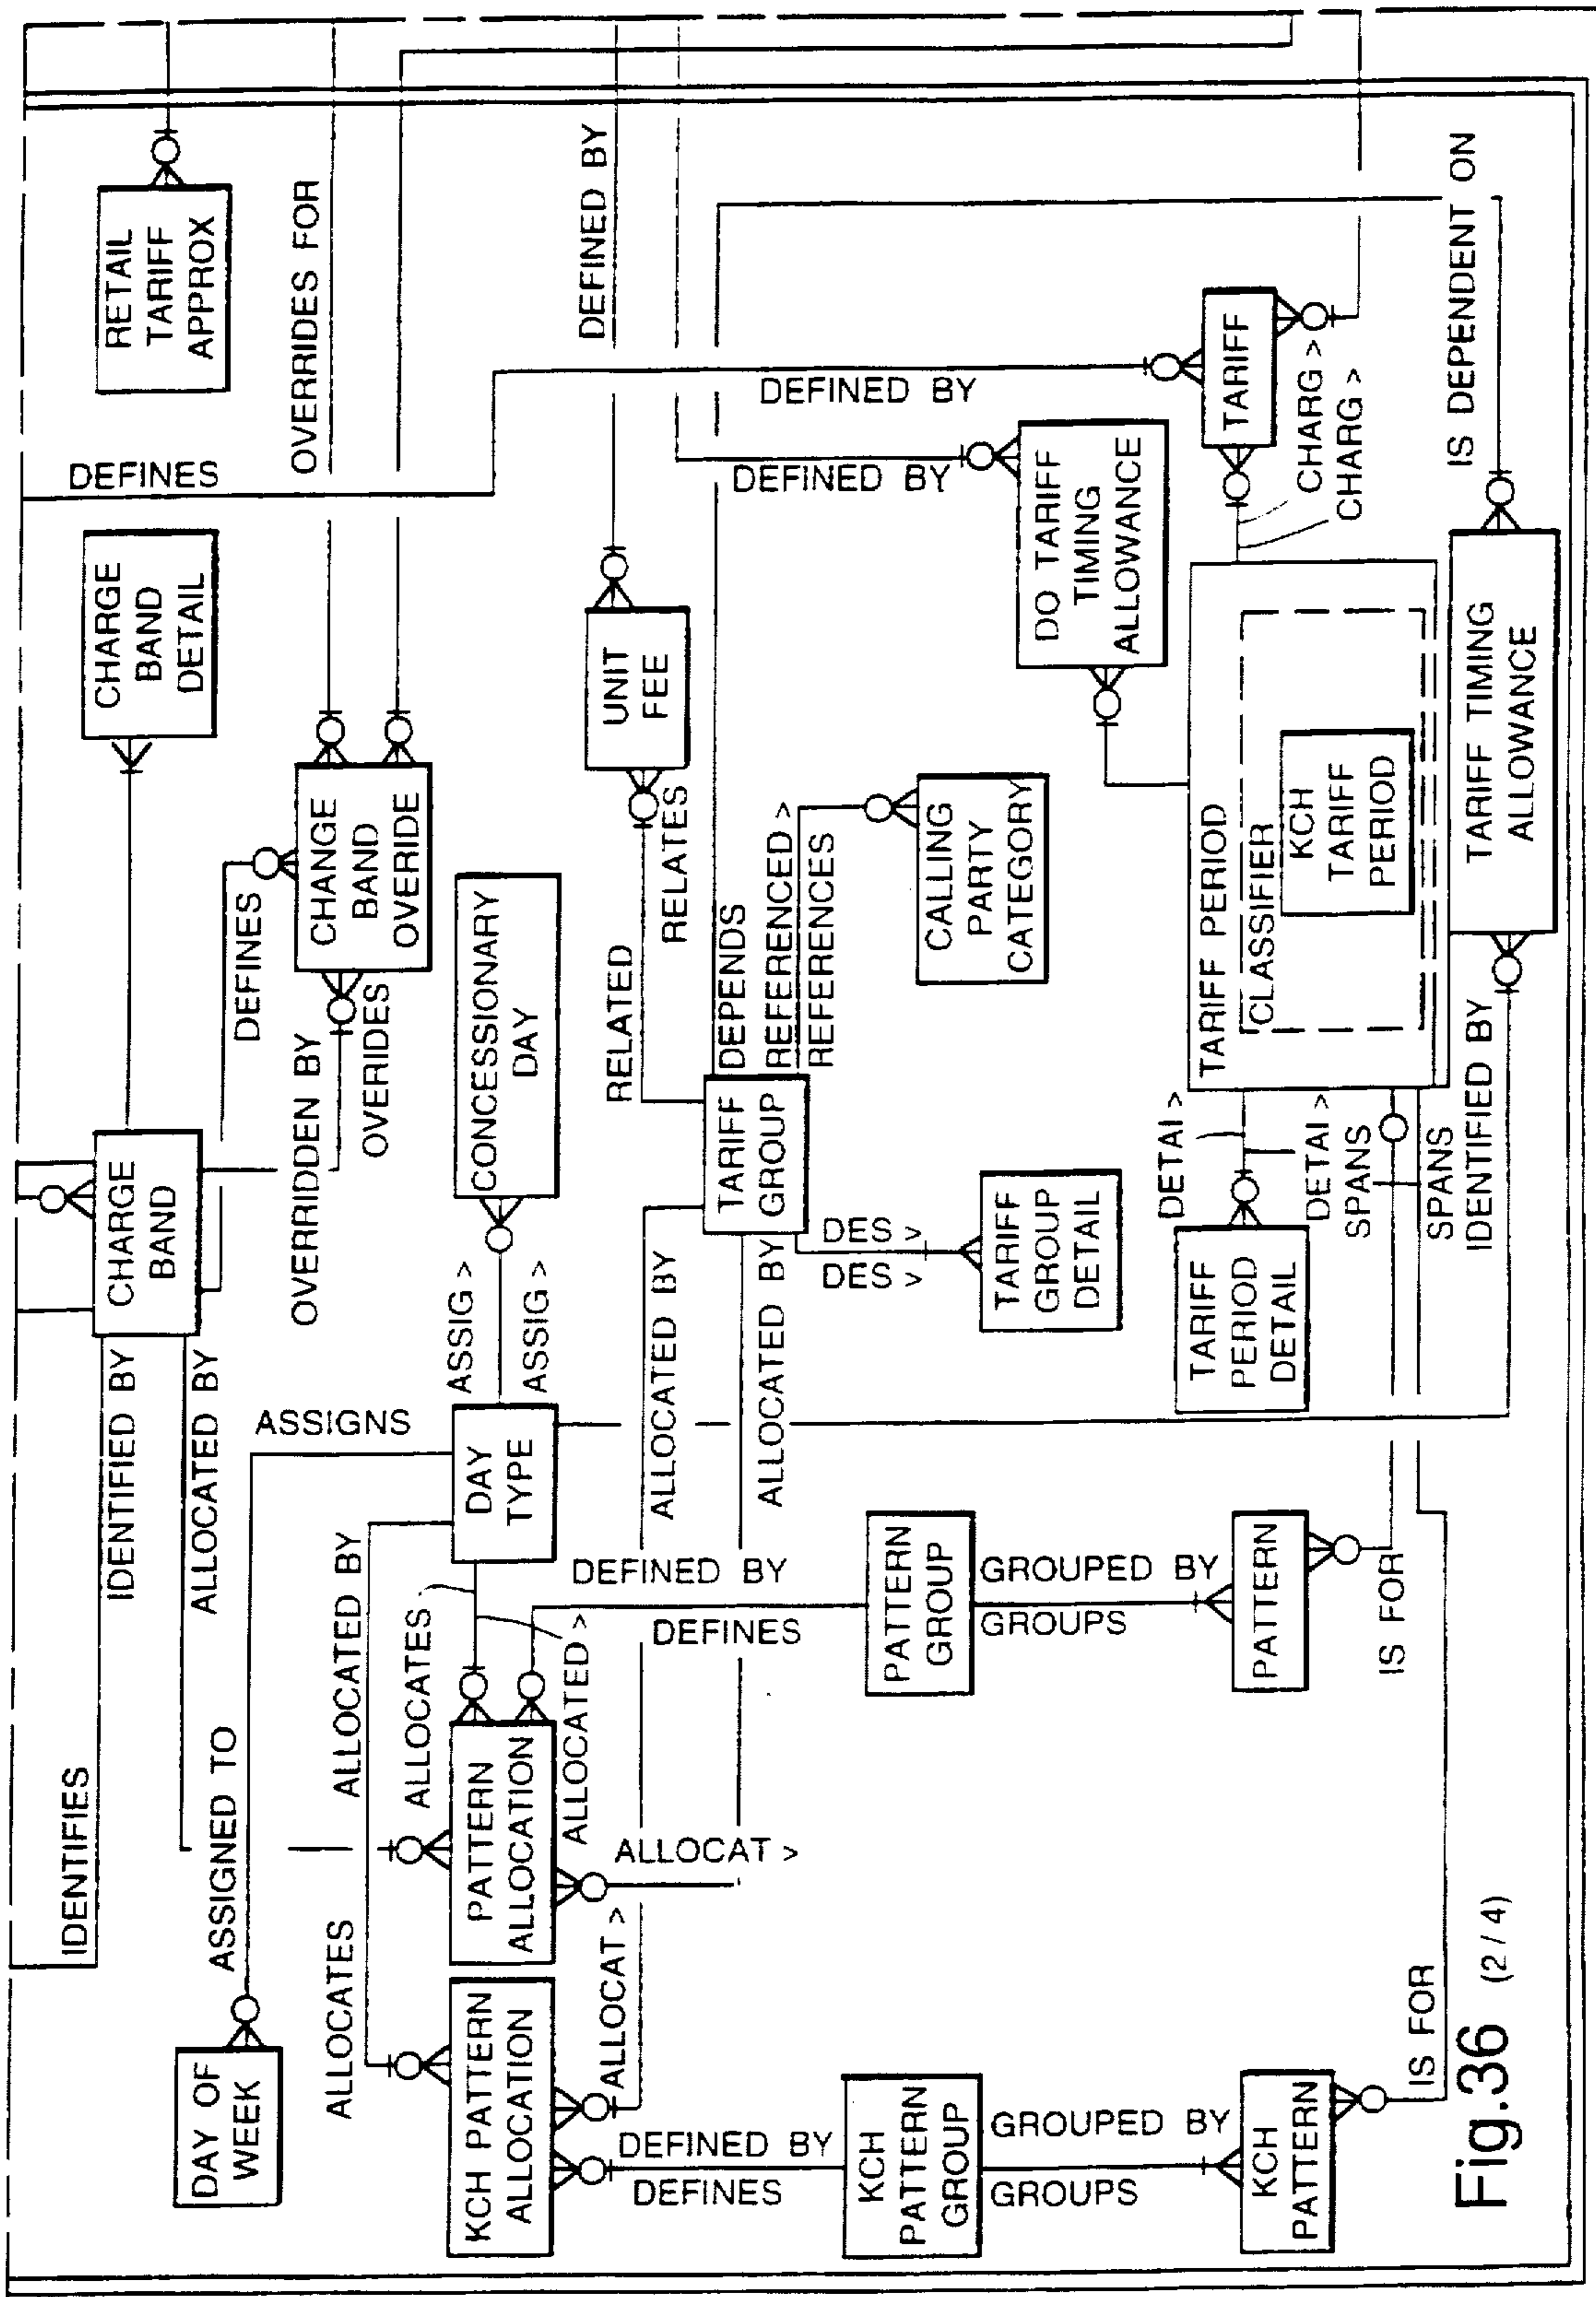 IDENTIFIES
IDENTIFIED BY
ALLOCATED BY
CHARGE
BAND
CHARGE
BAND
DETAIL
DEFINES
RETAIL
TARIFF
APPROX
DAY OF
WEEK
ASSIGNED TO
ASSIGNS
OVERRIDDEN BY
OVERIDES
DEFINES
CHANGE
BAND
OVERIDE
OVERRIDES FOR
ALLOCATES
ALLOCATED BY
KCH PATTERN
ALLOCATION
PATTERN
ALLOCATION
ALLOCATES
ALLOCATED >
DAY
TYPE
ASSIG >
ASSIG >
CONCESSIONARY
DAY
ALLOCAT >
ALLOCAT >
DEFINED BY
DEFINES
DEFINED BY
DEFINES
ALLOCATED BY
ALLOCATED BY
TARIFF
GROUP
RELATED
RELATES
UNIT
FEE
DEFINED BY
DEPENDS
REFERENCED >
REFERENCES
DES >
DES >
DEFINED BY
DEFINED BY
KCH
PATTERN
GROUP
PATTERN
GROUP
TARIFF
GROUP
DETAIL
CALLING
PARTY
CATEGORY
DO TARIFF
TIMING
ALLOWANCE
GROUPED BY
GROUPS
GROUPED BY
GROUPS
KCH
PATTERN
PATTERN
TARIFF
PERIOD
DETAIL
DETAI >
DETAI >
TARIFF PERIOD
CLASSIFIER
KCH
TARIFF
PERIOD
TARIFF
CHARG >
CHARG >
IS FOR
IS FOR
SPANS
SPANS
IDENTIFIED BY
TARIFF TIMING
ALLOWANCE
IS DEPENDENT ON
Fig.36 (2/4)